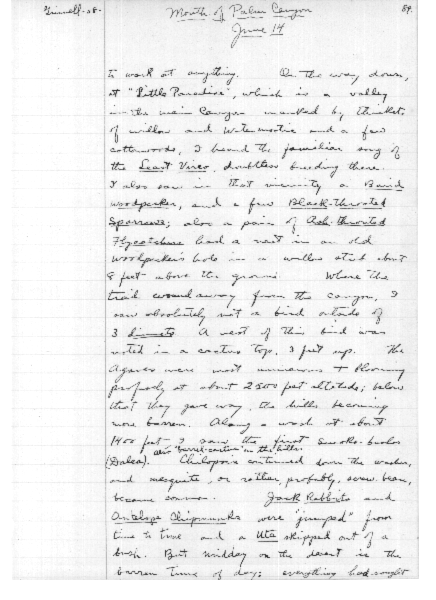 Grinnell-08. Mouth of Palm Canyon 89.
June 14
to work at anything. On the way down,
at "Little Paradise", which is a valley
in the main Canyon marked by thickets
of willow and Watermotie and a few
cottonwoods, I heard the familiar song of
the Least Vireo, doubtless breeding there.
I also saw in that vicinity a Baird
woodpecker, and a few Black-throated
Sparrows; also a pair of Ash-throated
Flycatchers had a nest in an old
woodpecker's hole in a willow stub about
8 feet above the ground. Where the
trail wound away from the canyon, I
saw absolutely not a bird outside of
3 A nest of this bird was
noted in a cactus top, 3 feet up. The
Agaves were most numerous + blooming
profusely at about 2500 feet altitude; below
that they gave way, the hills becoming
more barren. Along a wash at about
1400 feet I saw the first smoke-bushes
also "barrel-cactus" on the hills.
(Dalea). Chilopsis continued down the washes,
and mesquite, or rather, probably, screw-bean,
became common. Jack Rabbits and
Antelope Chipmunks were "jumped" from
time to time and a Uta skipped out of a
bush. But midday on the desert is the
barren time of day; everything had sought